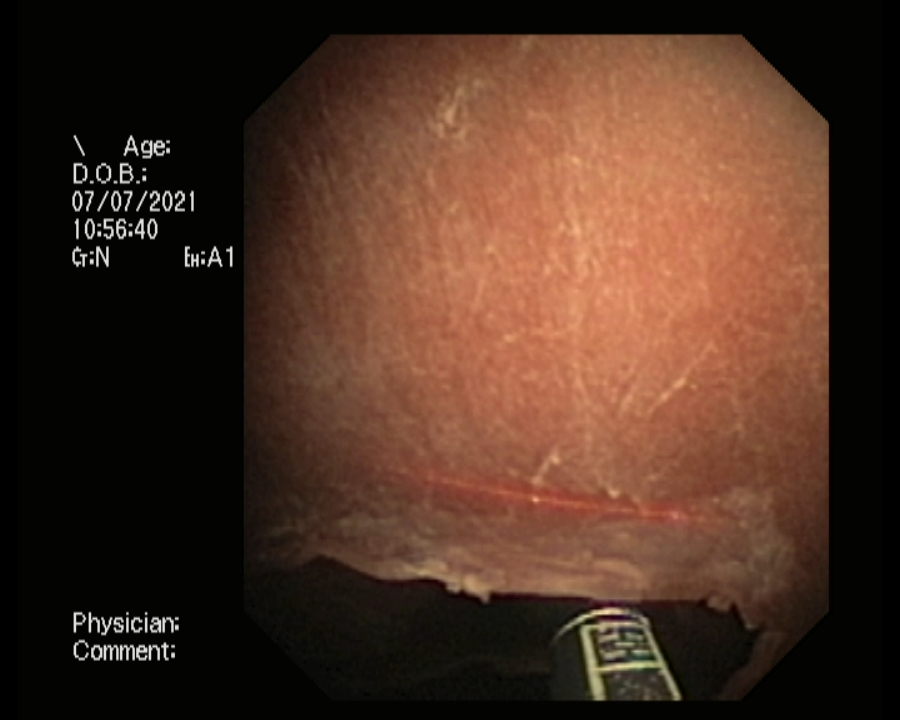 \ Age:
D.O.B.:
07/07/2021
10:56:40
Cr:N Eh:A1
Physician:
Comment: